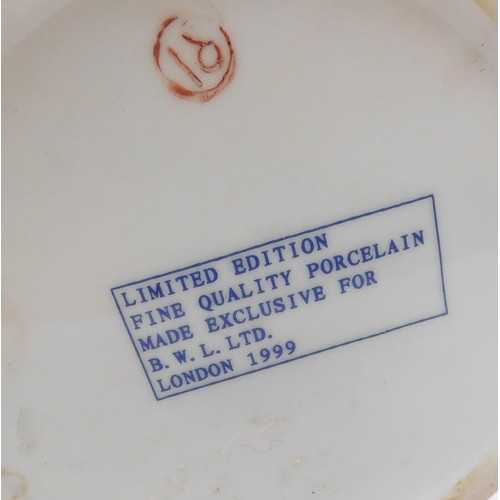 LIMITED EDITION
FINE QUALITY PORCELAIN
MADE EXCLUSIVE FOR
B. W. L. LTD.
LONDON 1999